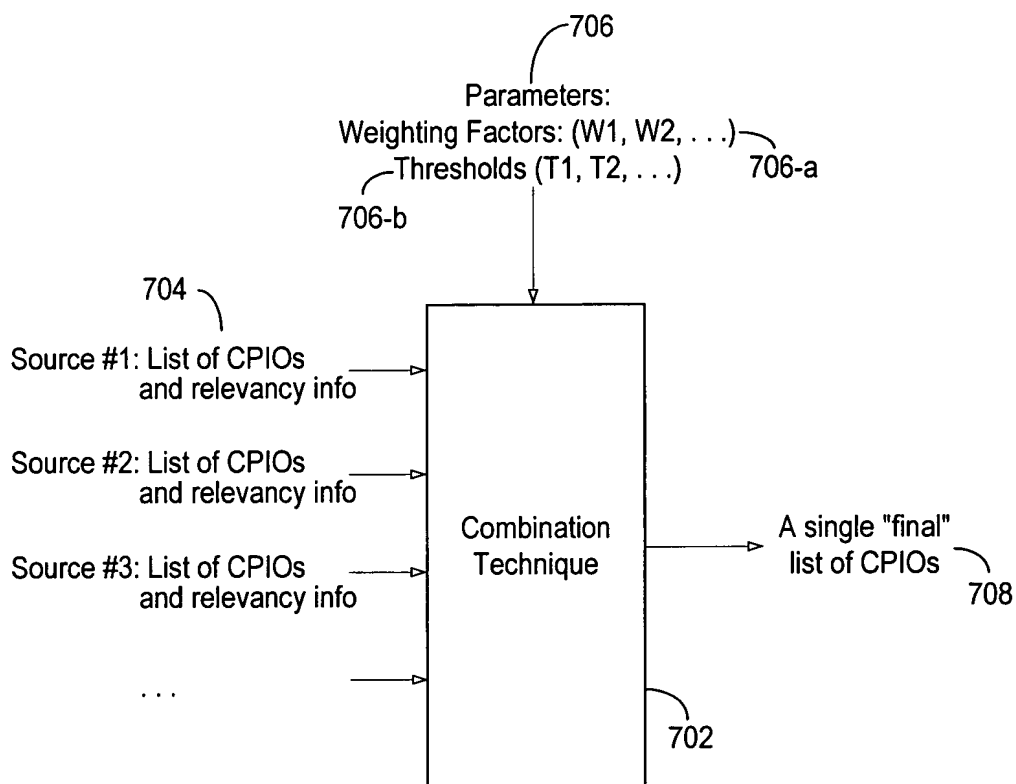 706
Parameters:
Weighting Factors: (W1, W2, . . .)
706-a
Thresholds (T1, T2, . . .)
706-b
704
Source #1: List of CPIOs
and relevancy info
Source #2: List of CPIOs
and relevancy info
Source #3: List of CPIOs
and relevancy info
. . .
Combination
Technique
702
A single "final"
list of CPIOs
708